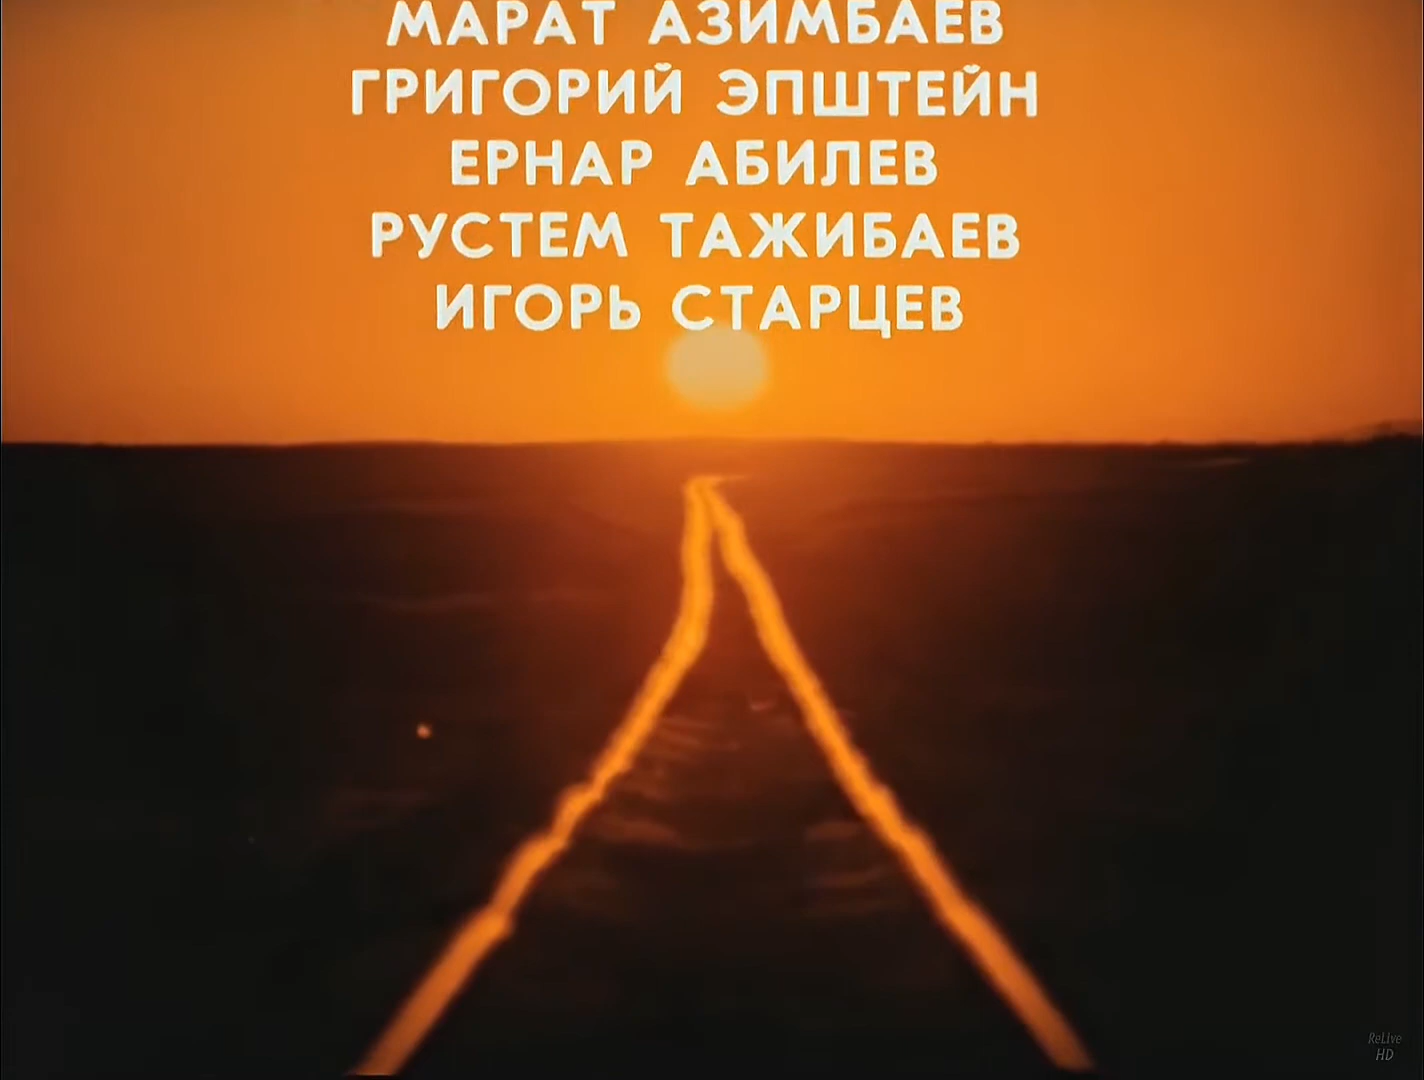 МАРАТ АЗИМБАЕВ
ГРИГОРИЙ ЭПШТЕЙН
ЕРНАР АБИЛЕВ
РУСТЕМ ТАЖИБАЕВ
ИГОРЬ СТАРЦЕВ
ReLive
HD